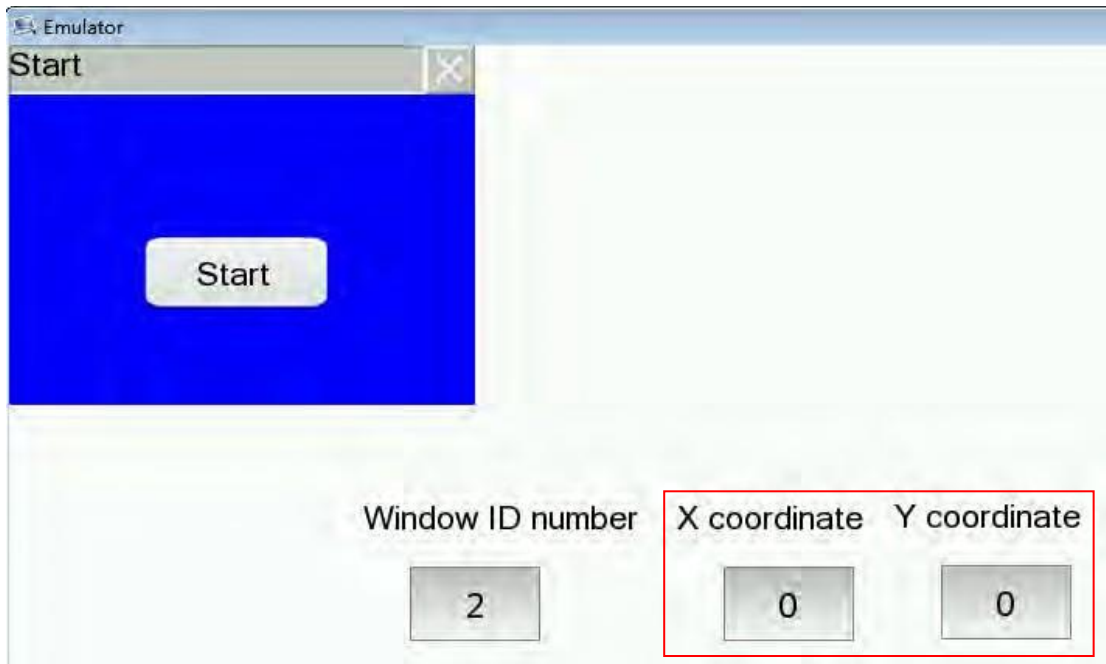 Emulator
Start
Start
Window ID number X coordinate Y coordinate
2 0 0